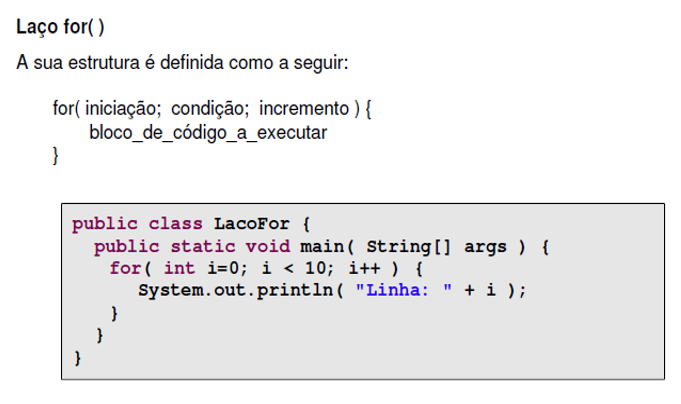 Laço for( )
A sua estrutura é definida como a seguir:
for( iniciação; condição; incremento ) {
bloco_de_código_a_executar
}
public class LacoFor {
public static void main( String[] args ) {
for( int i=0; i < 10; i++ ) {
System.out.println( "Linha: " + i );
}
}
}